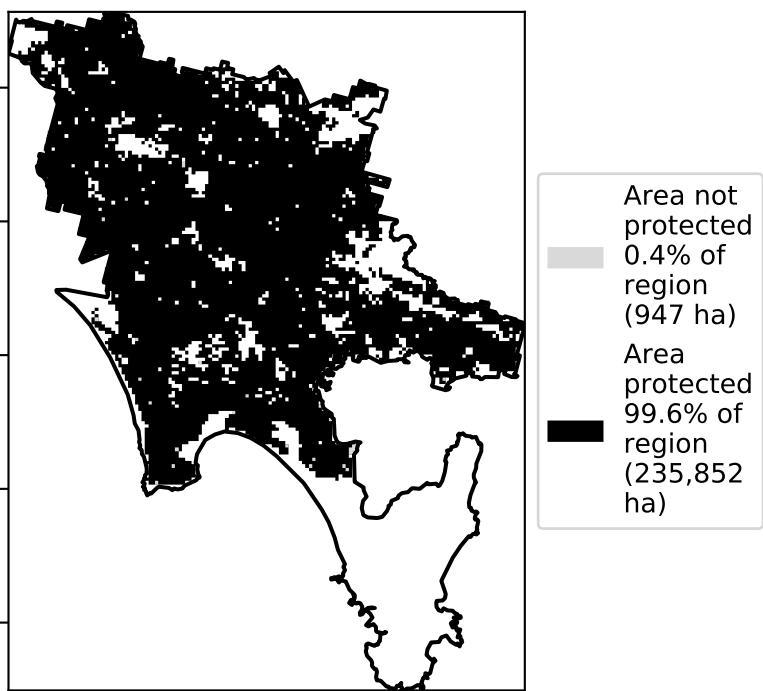 Area not
protected
0.4% of
region
(947 ha)
Area
protected
99.6% of
region
(235,852
ha)